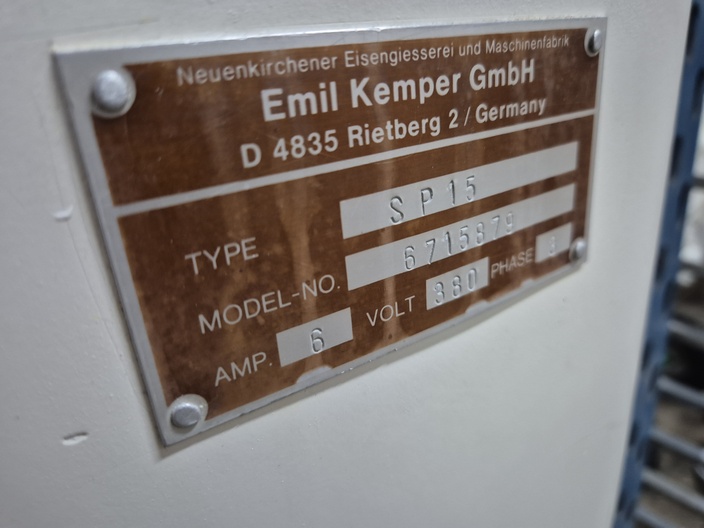 Neuenkirchener Eisengiesserei und Maschinenfabrik
Emil Kemper GmbH
D 4835 Rietberg 2 / Germany
TYPE SP15
MODEL-NO. 6715879
AMP. 6 VOLT 380 PHASE 3